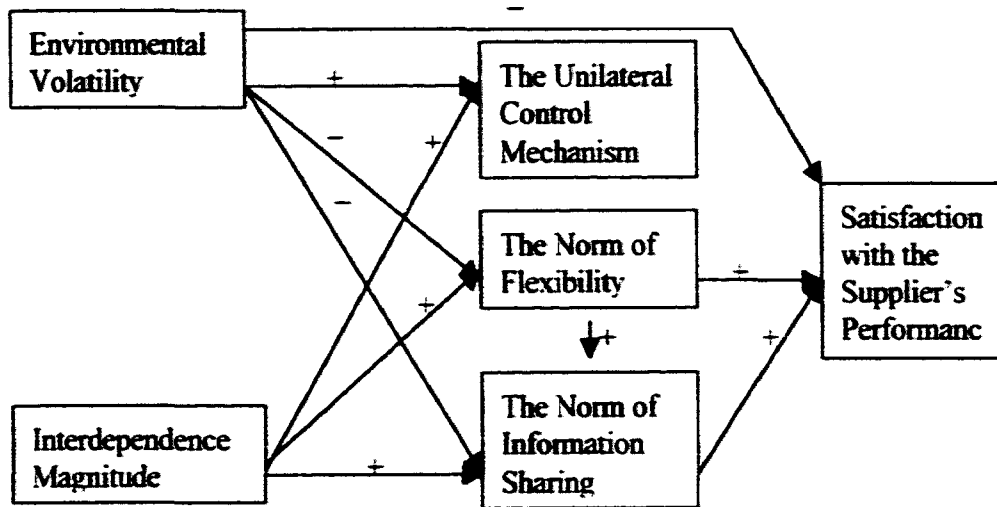 Environmental
Volatility
−
+
−
−
+
The Unilateral
Control
Mechanism
The Norm of
Flexibility
+
+
+
Satisfaction
with the
Supplier's
Performanc
Interdependence
Magnitude
+
The Norm of
Information
Sharing
+